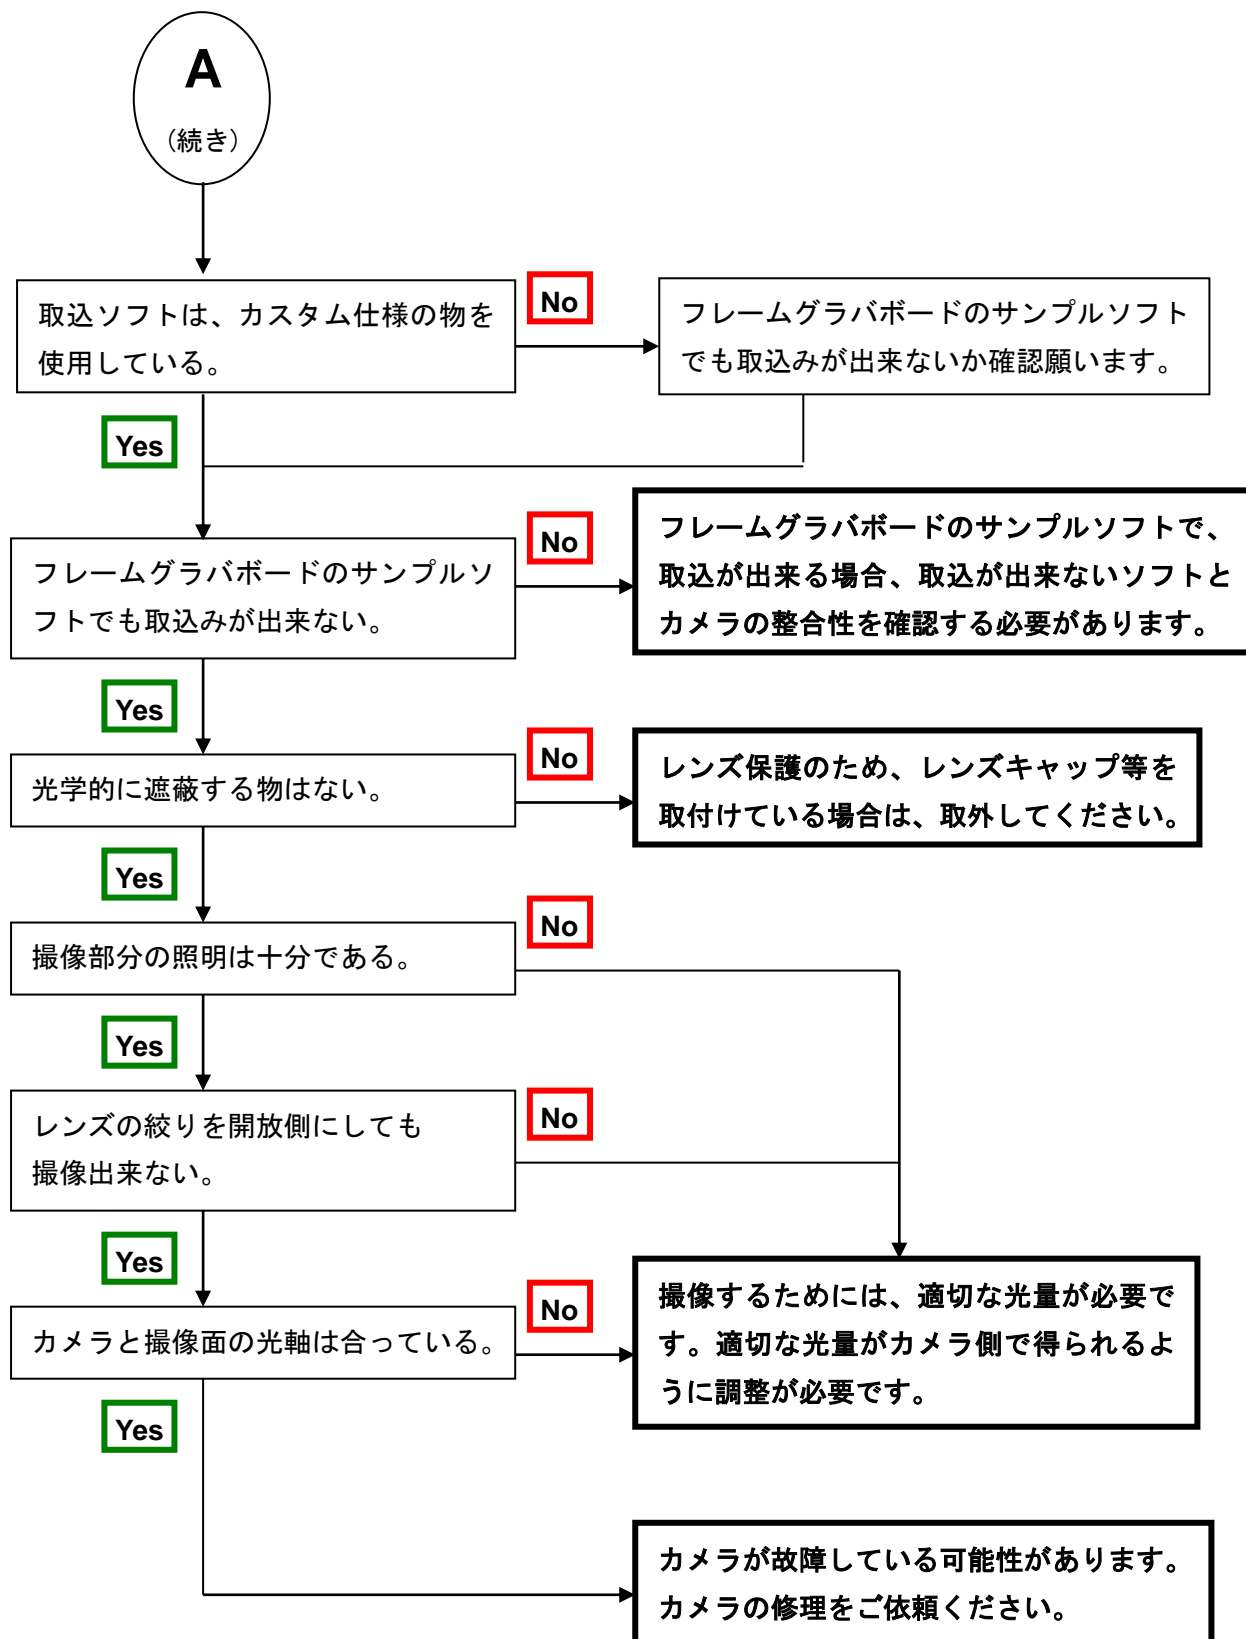 A
（続き）
取込ソフトは、カスタム仕様の物を
使用している。
No
フレームグラバボードのサンプルソフト
でも取込みが出来ないか確認願います。
Yes
フレームグラバボードのサンプルソ
フトでも取込みが出来ない。
No
フレームグラバボードのサンプルソフトで、
取込が出来る場合、取込が出来ないソフトと
カメラの整合性を確認する必要があります。
Yes
光学的に遮蔽する物はない。
No
レンズ保護のため、レンズキャップ等を
取付けている場合は、取外してください。
Yes
撮像部分の照明は十分である。
No
Yes
レンズの絞りを開放側にしても
撮像出来ない。
No
Yes
カメラと撮像面の光軸は合っている。
No
撮像するためには、適切な光量が必要で
す。適切な光量がカメラ側で得られるよ
うに調整が必要です。
Yes
カメラが故障している可能性があります。
カメラの修理をご依頼ください。